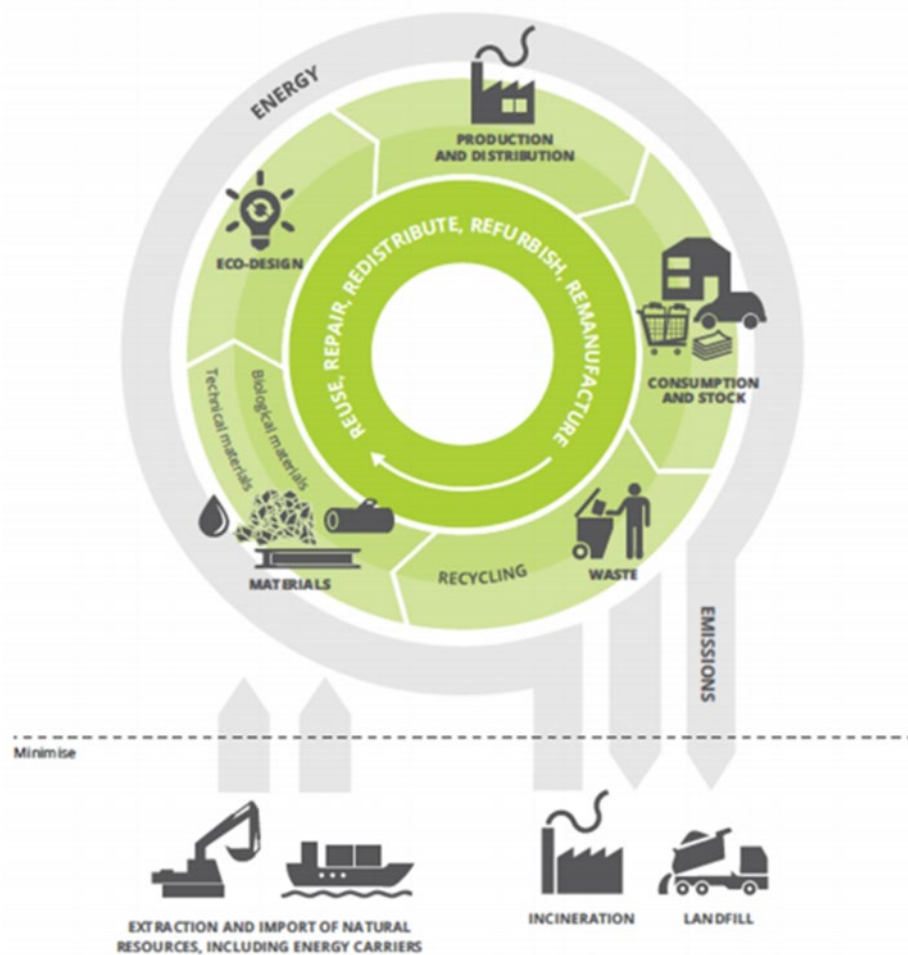 ENERGY
PRODUCTION
AND DISTRIBUTION
ECO-DESIGN
REUSE, REPAIR, REDISTRIBUTE, REFURBISH, REMANUFACTURE
CONSUMPTION
AND STOCK
Technical materials
Biological materials
MATERIALS
RECYCLING
WASTE
EMISSIONS
Minimise
EXTRACTION AND IMPORT OF NATURAL
RESOURCES, INCLUDING ENERGY CARRIERS
INCINERATION
LANDFILL